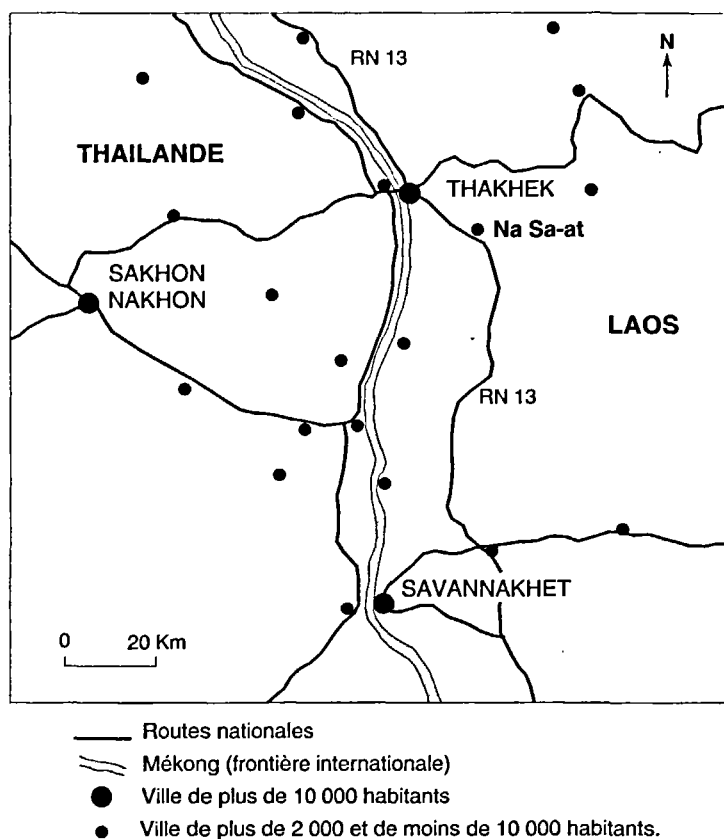 RN 13
N
THAILANDE
THAKHEK
Na Sa-at
SAKHON
NAKHON
LAOS
RN 13
SAVANNAKHET
0 20 Km
Routes nationales
Mékong (frontière internationale)
Ville de plus de 10 000 habitants
Ville de plus de 2 000 et de moins de 10 000 habitants.